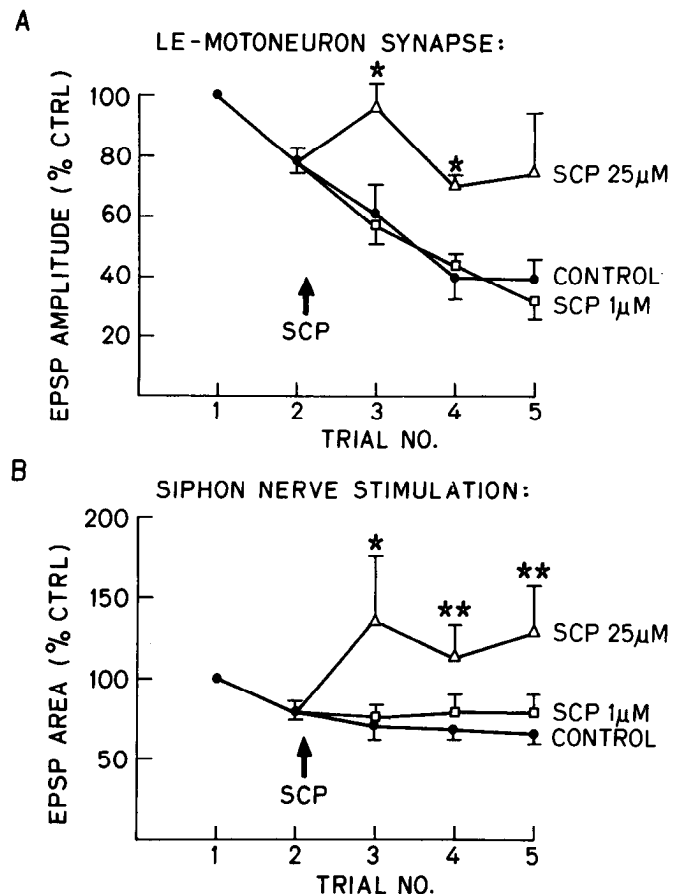 A
LE-MOTONEURON SYNAPSE:
EPSP AMPLITUDE (% CTRL)
100
80
60
40
20
★
★
SCP 25µM
CONTROL
SCP 1µM
SCP
1 2 3 4 5
TRIAL NO.
B
SIPHON NERVE STIMULATION:
EPSP AREA (% CTRL)
200
150
100
50
★
★★
★★
SCP 25µM
SCP 1µM
CONTROL
SCP
1 2 3 4 5
TRIAL NO.